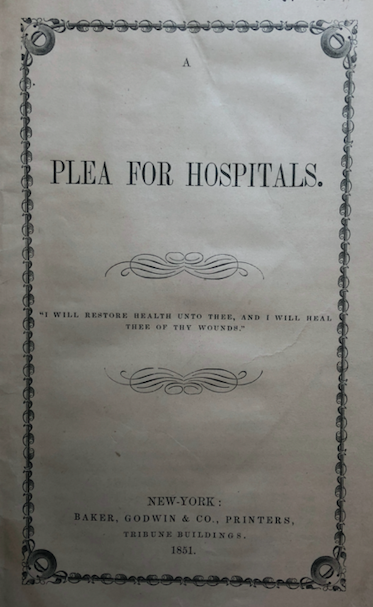 A
PLEA FOR HOSPITALS.
"I WILL RESTORE HEALTH UNTO THEE, AND I WILL HEAL
THEE OF THY WOUNDS."
NEW-YORK:
BAKER, GODWIN & CO., PRINTERS,
TRIBUNE BUILDINGS.
1851.